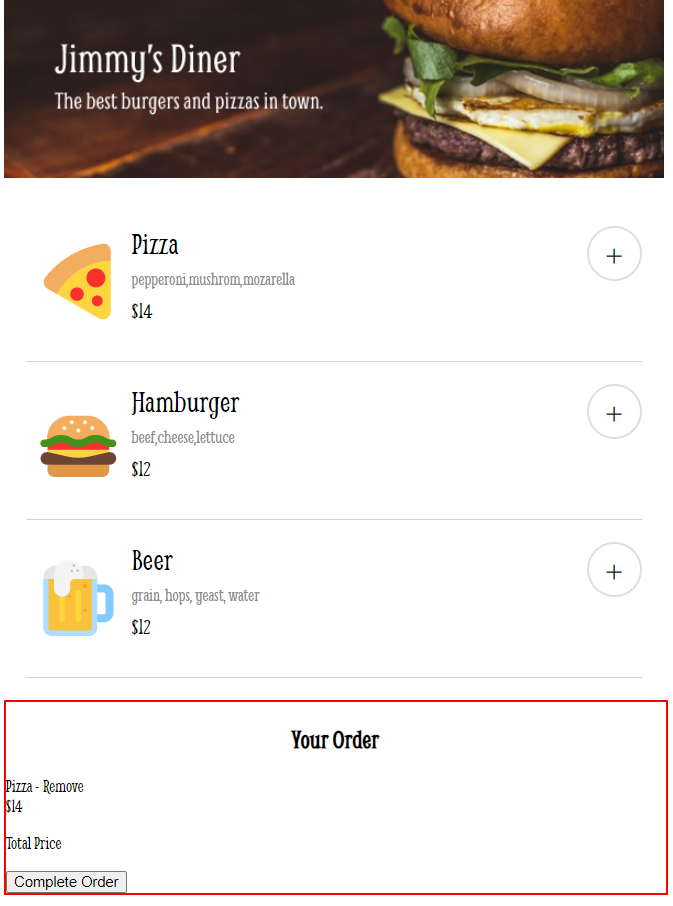 Jimmy's Diner
The best burgers and pizzas in town.
Pizza
+
pepperoni,mushrom,mozarella
$14
Hamburger
+
beef,cheese,lettuce
$12
Beer
+
grain, hops, yeast, water
$12
Your Order
Pizza - Remove
$14
Total Price
Complete Order